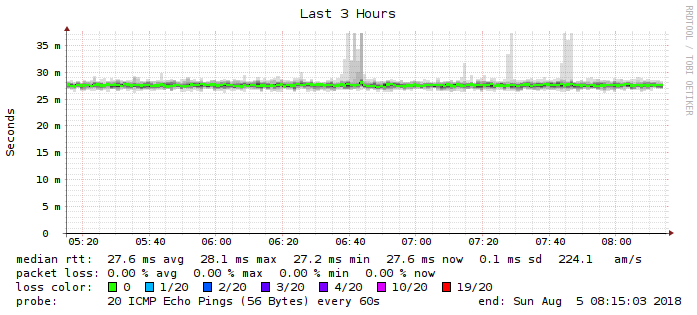 Last 3 Hours
RRDTOOL / TOBI OETIKER
Seconds
35 m
30 m
25 m
20 m
15 m
10 m
5 m
0
05:20 05:40 06:00 06:20 06:40 07:00 07:20 07:40 08:00
median rtt: 27.6 ms avg 28.1 ms max 27.2 ms min 27.6 ms now 0.1 ms sd 224.1 am/s
packet loss: 0.00 % avg 0.00 % max 0.00 % min 0.00 % now
loss color: 0 1/20 2/20 3/20 4/20 10/20 19/20
probe: 20 ICMP Echo Pings (56 Bytes) every 60s end: Sun Aug 5 08:15:03 2018